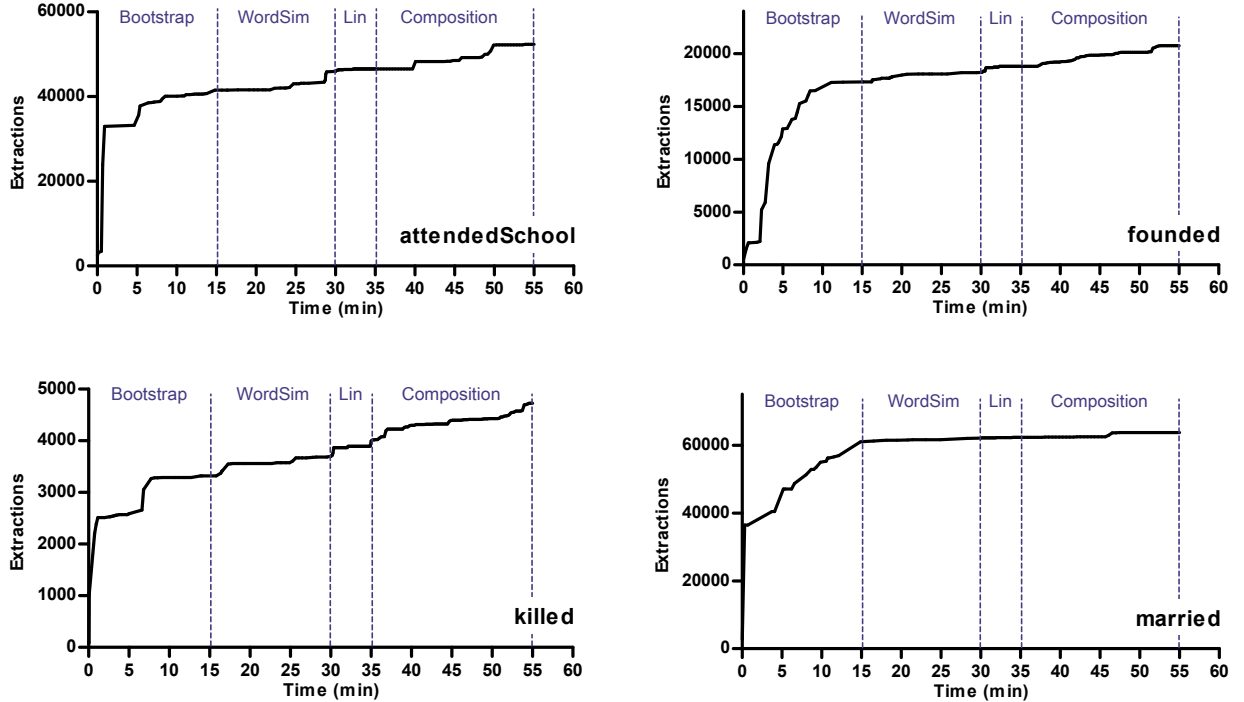 Bootstrap WordSim Lin Composition
60000
40000
20000
0
Extractions
attendedSchool
0 5 10 15 20 25 30 35 40 45 50 55 60
Time (min)
Bootstrap WordSim Lin Composition
20000
15000
10000
5000
0
Extractions
founded
0 5 10 15 20 25 30 35 40 45 50 55 60
Time (min)
Bootstrap WordSim Lin Composition
5000
4000
3000
2000
1000
0
Extractions
killed
0 5 10 15 20 25 30 35 40 45 50 55 60
Time (min)
Bootstrap WordSim Lin Composition
60000
40000
20000
0
Extractions
married
0 5 10 15 20 25 30 35 40 45 50 55 60
Time (min)